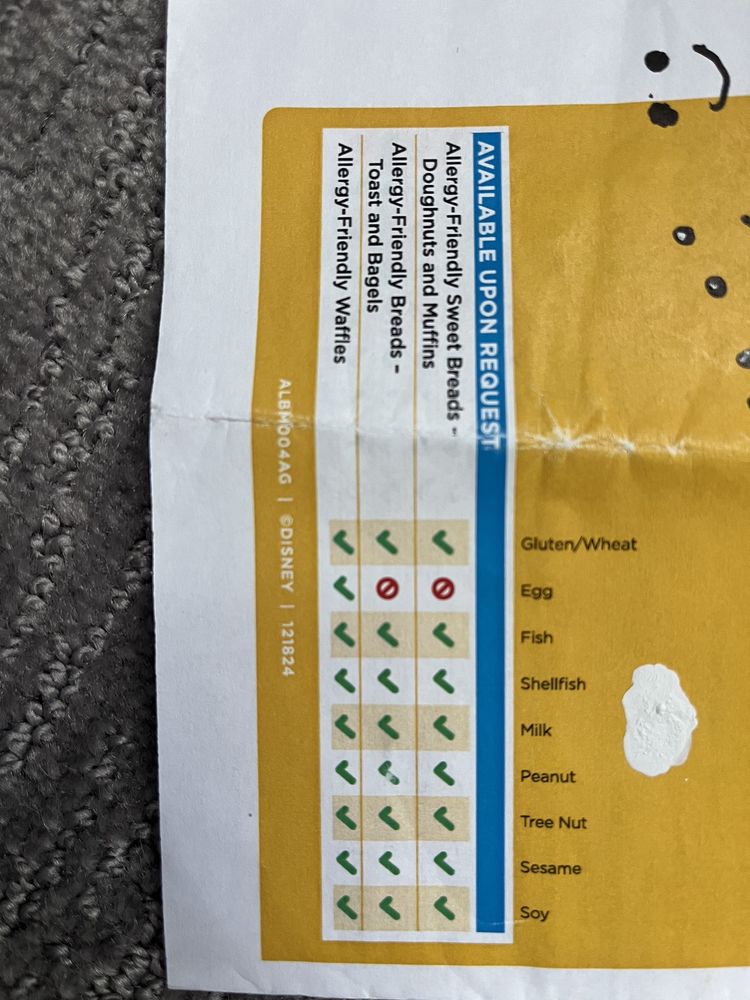 Gluten/Wheat
Egg
Fish
Shellfish
Milk
Peanut
Tree Nut
Sesame
Soy
AVAILABLE UPON REQUEST
Allergy-Friendly Sweet Breads -
Doughnuts and Muffins
Allergy-Friendly Breads -
Toast and Bagels
Allergy-Friendly Waffles
ALBM004AG | ©DISNEY | 121824